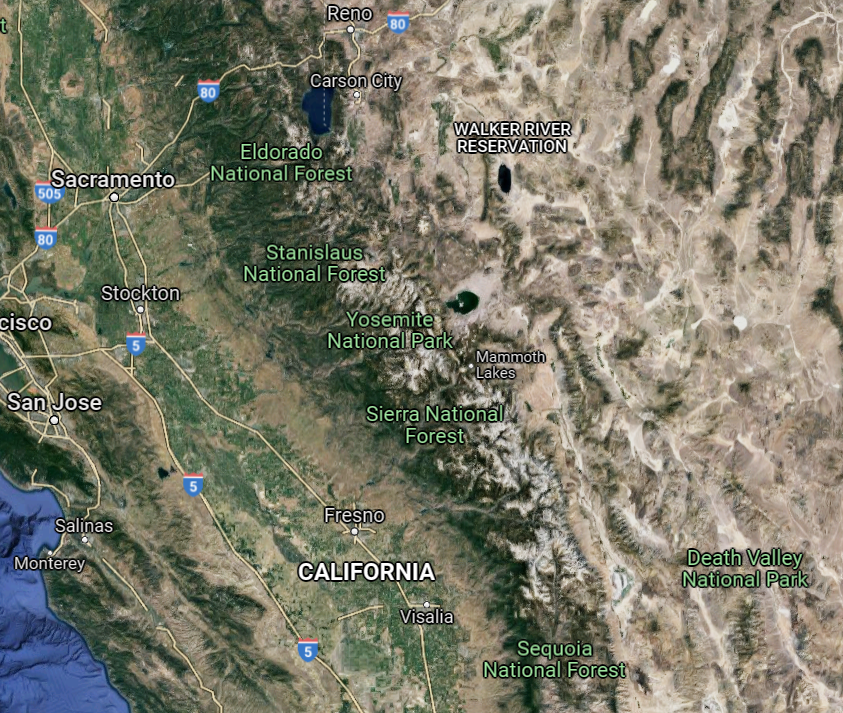 Reno
80
t
Carson City
80
WALKER RIVER
RESERVATION
Eldorado
National Forest
505
Sacramento
80
Stanislaus
National Forest
Stockton
cisco
Yosemite
National Park
5
Mammoth
Lakes
San Jose
Sierra National
Forest
5
Fresno
Salinas
Monterey
CALIFORNIA
Death Valley
National Park
Visalia
5
Sequoia
National Forest